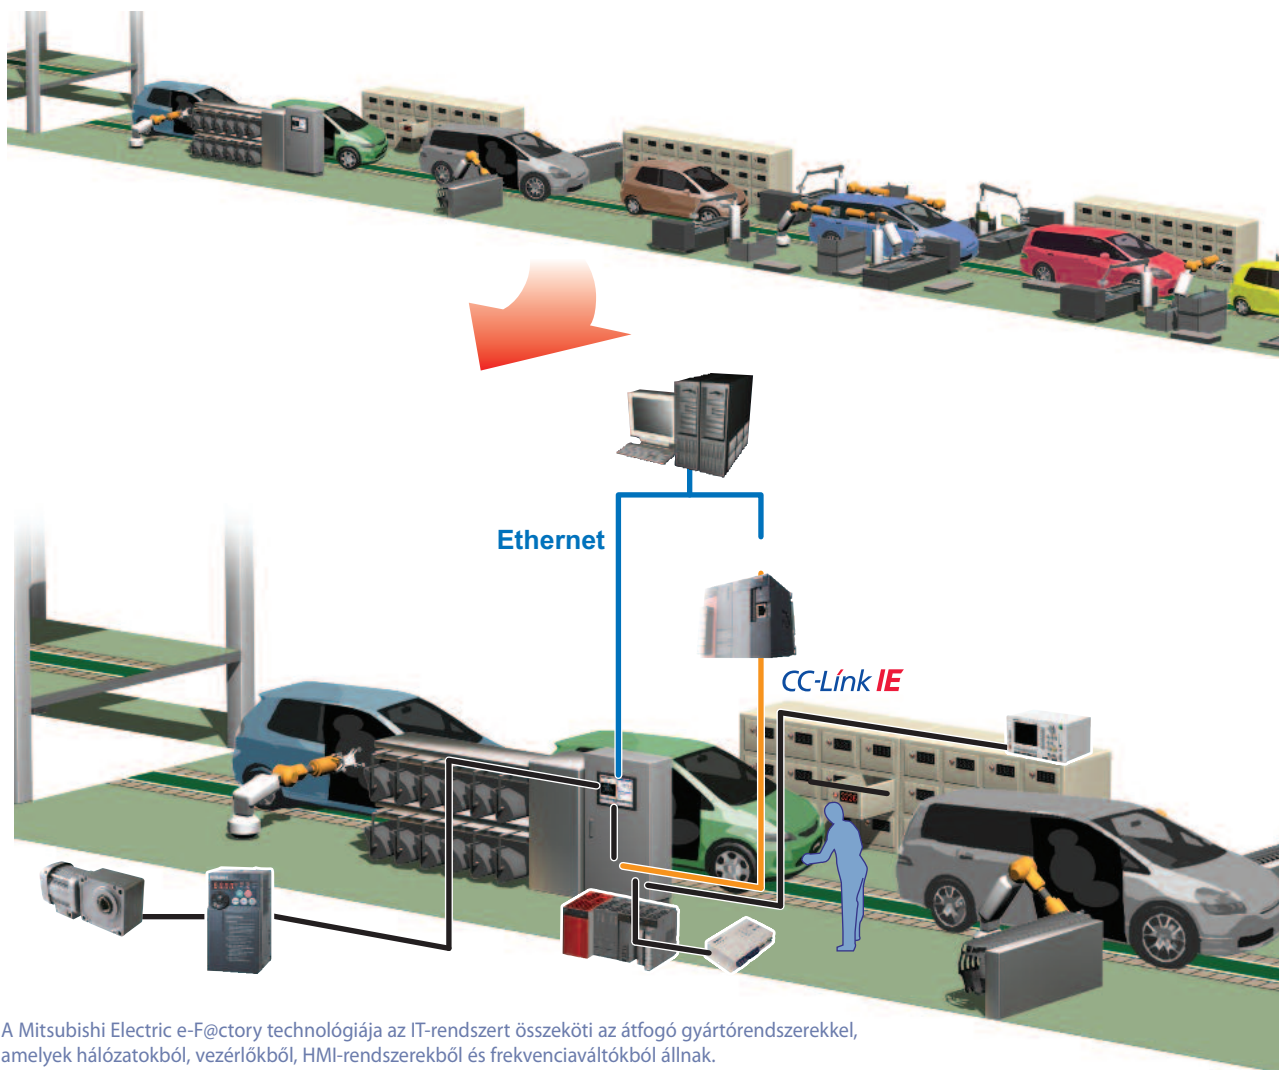 Ethernet
CC-Link IE
A Mitsubishi Electric e-F@ctory technológiája az IT-rendszert összeköti az átfogó gyártórendszerekkel,
amelyek hálózatokból, vezérlőkből, HMI-rendszerekből és frekvenciaváltókból állnak.